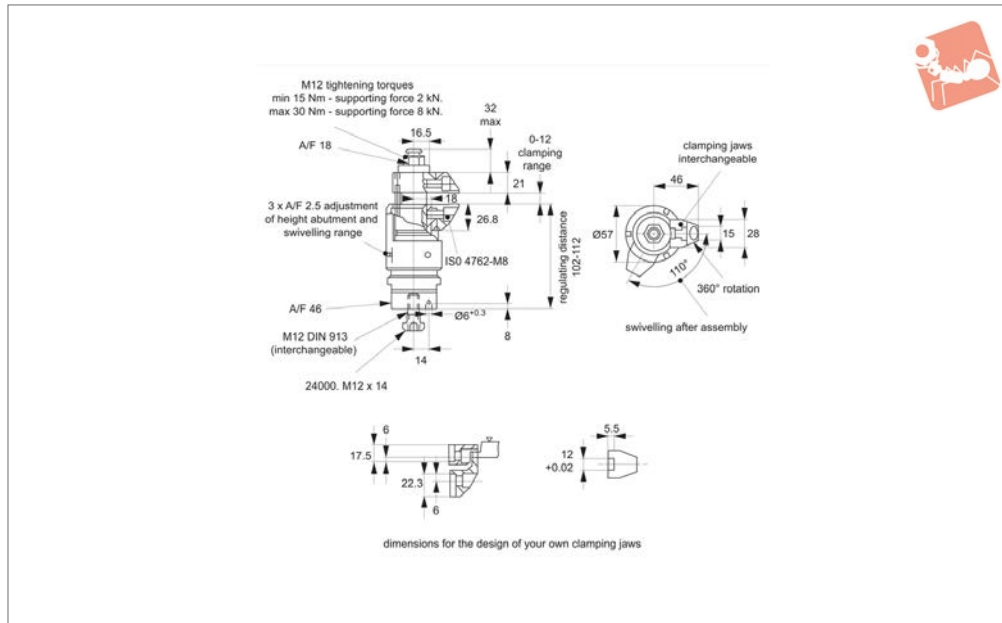 M12 tightening torques
min 15 Nm - supporting force 2 kN.
max 30 Nm - supporting force 8 kN.
32
max
16.5
0-12
clamping
range
A/F 18
21
18
3 x A/F 2.5 adjustment
of height abutment and
swivelling range
26.8
IS0 4762-M8
regulating distance
102-112
A/F 46
Ø6+0.3
8
M12 DIN 913
(interchangeable)
14
24000. M12 x 14
clamping jaws
interchangeable
46
Ø57
15
28
110°
360° rotation
swivelling after assembly
6
17.5
22.3
6
5.5
12
+0.02
dimensions for the design of your own clamping jaws